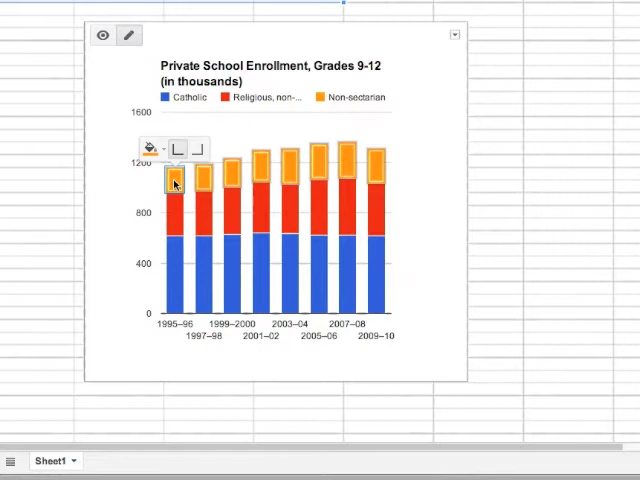 Private School Enrollment, Grades 9-12
(in thousands)
Catholic Religious, non-... Non-sectarian
1600
1200
800
400
0
1995–96 1999–2000 2003–04 2007–08
1997–98 2001–02 2005–06 2009–10
Sheet1